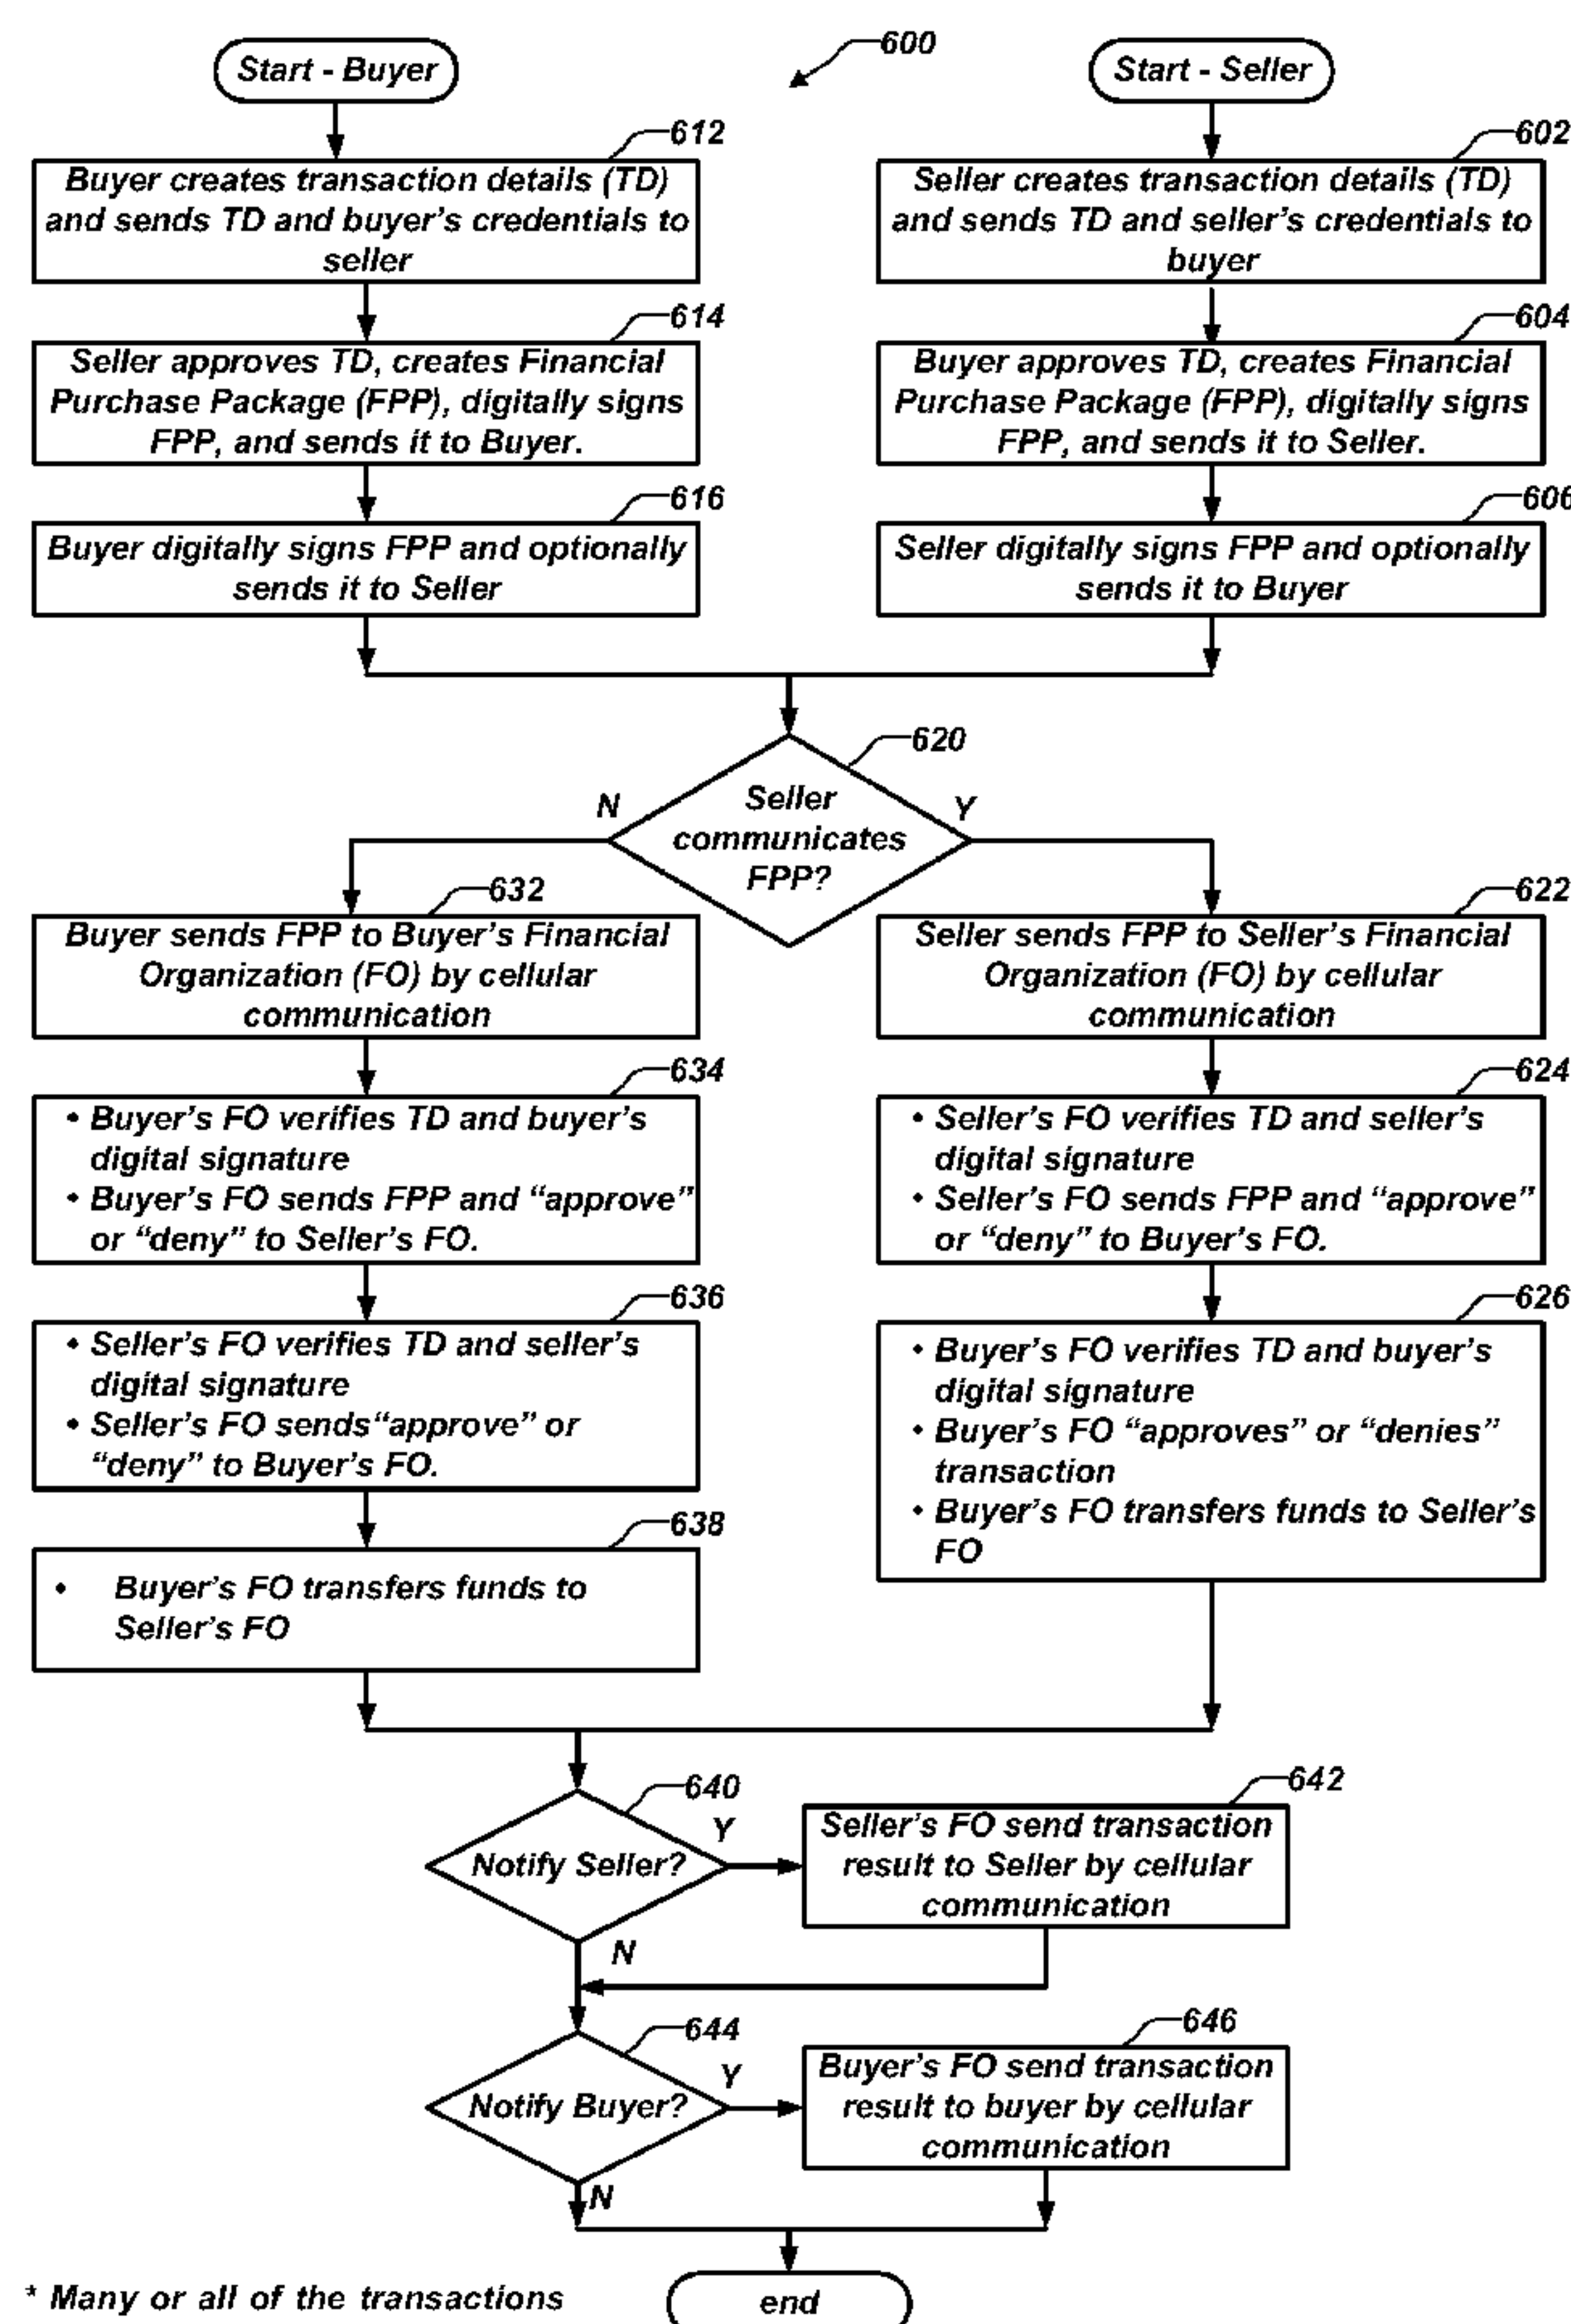 600
Start - Buyer
612
Buyer creates transaction details (TD)
and sends TD and buyer's credentials to
seller
614
Seller approves TD, creates Financial
Purchase Package (FPP), digitally signs
FPP, and sends it to Buyer.
616
Buyer digitally signs FPP and optionally
sends it to Seller
Start - Seller
602
Seller creates transaction details (TD)
and sends TD and seller's credentials to
buyer
604
Buyer approves TD, creates Financial
Purchase Package (FPP), digitally signs
FPP, and sends it to Seller.
606
Seller digitally signs FPP and optionally
sends it to Buyer
620
Seller
communicates
FPP?
N
Y
632
Buyer sends FPP to Buyer's Financial
Organization (FO) by cellular
communication
634
• Buyer's FO verifies TD and buyer's
digital signature
• Buyer's FO sends FPP and “approve”
or “deny” to Seller's FO.
636
• Seller's FO verifies TD and seller's
digital signature
• Seller's FO sends“approve” or
“deny” to Buyer's FO.
638
• Buyer's FO transfers funds to
Seller's FO
622
Seller sends FPP to Seller's Financial
Organization (FO) by cellular
communication
624
• Seller's FO verifies TD and seller's
digital signature
• Seller's FO sends FPP and “approve”
or “deny” to Buyer's FO.
626
• Buyer's FO verifies TD and buyer's
digital signature
• Buyer's FO “approves” or “denies”
transaction
• Buyer's FO transfers funds to Seller's
FO
640
Notify Seller?
Y
N
642
Seller's FO send transaction
result to Seller by cellular
communication
644
Notify Buyer?
Y
N
646
Buyer's FO send transaction
result to buyer by cellular
communication
end
* Many or all of the transactions